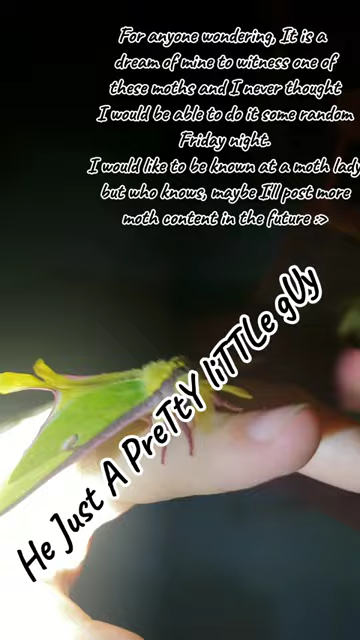 For anyone wondering, It is a
dream of mine to witness one of
these moths and I never thought
I would be able to do it some random
Friday night.
I would like to be known at a moth lady
but who knows, maybe I'll post more
moth content in the future :>
He Just A PreTtY liTTLe gUy